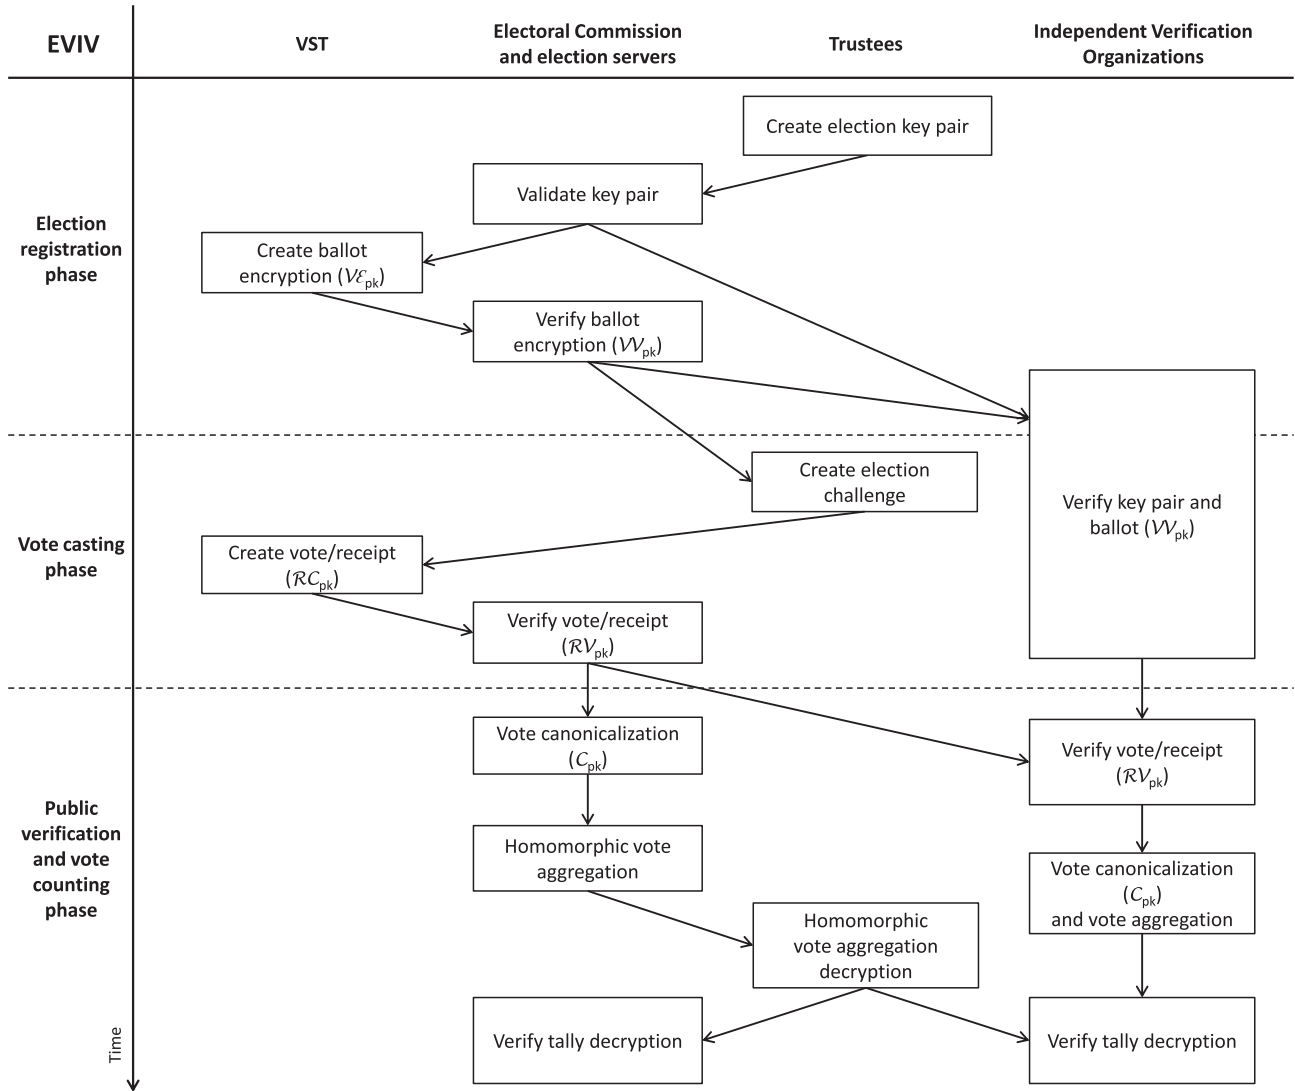 EVIV
VST
Electoral Commission
and election servers
Trustees
Independent Verification
Organizations
Election
registration
phase
Create election key pair
Validate key pair
Create ballot
encryption (𝒱ℰpk)
Verify ballot
encryption (𝒱𝒱pk)
Vote casting
phase
Create election
challenge
Verify key pair and
ballot (𝒱𝒱pk)
Create vote/receipt
(ℛ𝒞pk)
Verify vote/receipt
(ℛ𝒱pk)
Public
verification
and vote
counting
phase
Vote canonicalization
(𝒞pk)
Verify vote/receipt
(ℛ𝒱pk)
Homomorphic vote
aggregation
Vote canonicalization
(𝒞pk)
and vote aggregation
Homomorphic
vote aggregation
decryption
Verify tally decryption
Verify tally decryption
Time